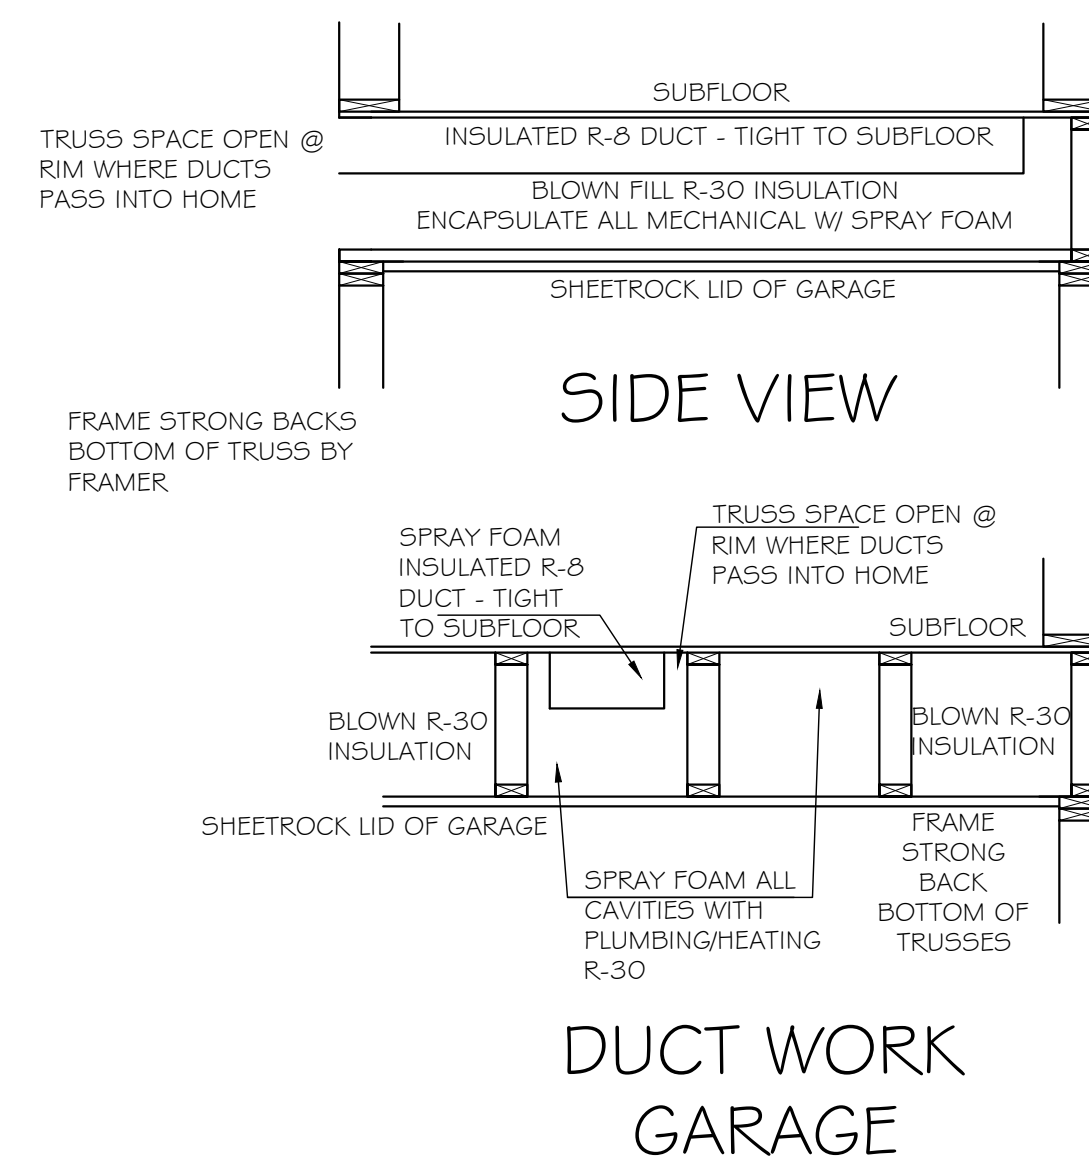 SUBFLOOR
TRUSS SPACE OPEN @
RIM WHERE DUCTS
PASS INTO HOME
INSULATED R-8 DUCT - TIGHT TO SUBFLOOR
BLOWN FILL R-30 INSULATION
ENCAPSULATE ALL MECHANICAL W/ SPRAY FOAM
SHEETROCK LID OF GARAGE
SIDE VIEW
FRAME STRONG BACKS
BOTTOM OF TRUSS BY
FRAMER
SPRAY FOAM
INSULATED R-8
DUCT - TIGHT
TO SUBFLOOR
TRUSS SPACE OPEN @
RIM WHERE DUCTS
PASS INTO HOME
SUBFLOOR
BLOWN R-30
INSULATION
BLOWN R-30
INSULATION
SHEETROCK LID OF GARAGE
FRAME
STRONG
BACK
BOTTOM OF
TRUSSES
SPRAY FOAM ALL
CAVITIES WITH
PLUMBING/HEATING
R-30
DUCT WORK
GARAGE